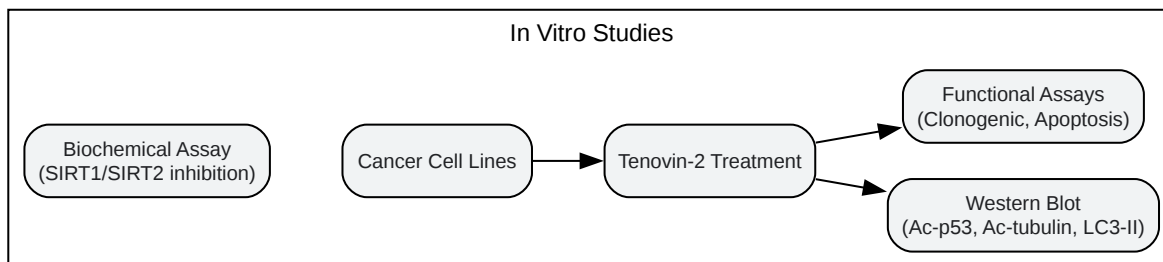 In Vitro Studies
Biochemical Assay
(SIRT1/SIRT2 inhibition)
Cancer Cell Lines
Tenovin-2 Treatment
Functional Assays
(Clonogenic, Apoptosis)
Western Blot
(Ac-p53, Ac-tubulin, LC3-II)